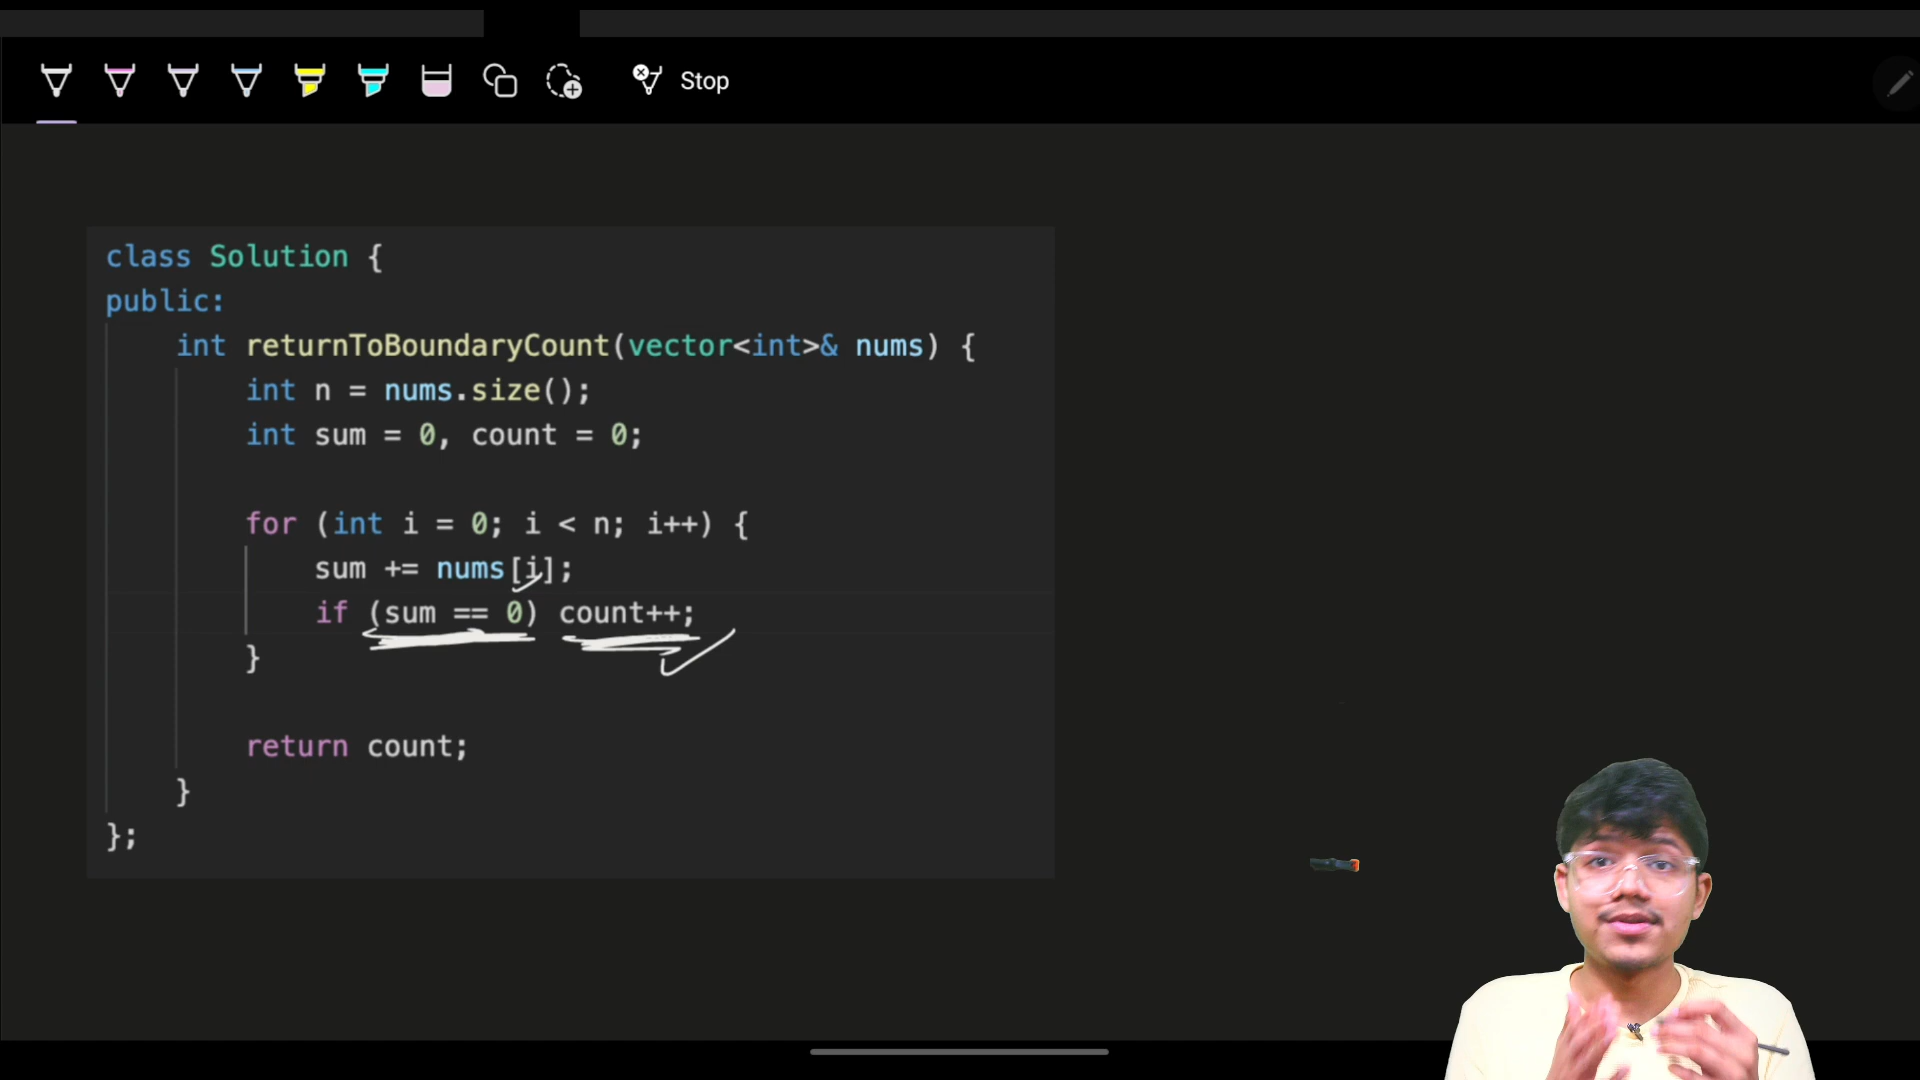 Stop
class Solution {
public:
int returnToBoundaryCount(vector<int>& nums) {
int n = nums.size();
int sum = 0, count = 0;
for (int i = 0; i < n; i++) {
sum += nums[i];
if (sum == 0) count++;
}
return count;
}
};